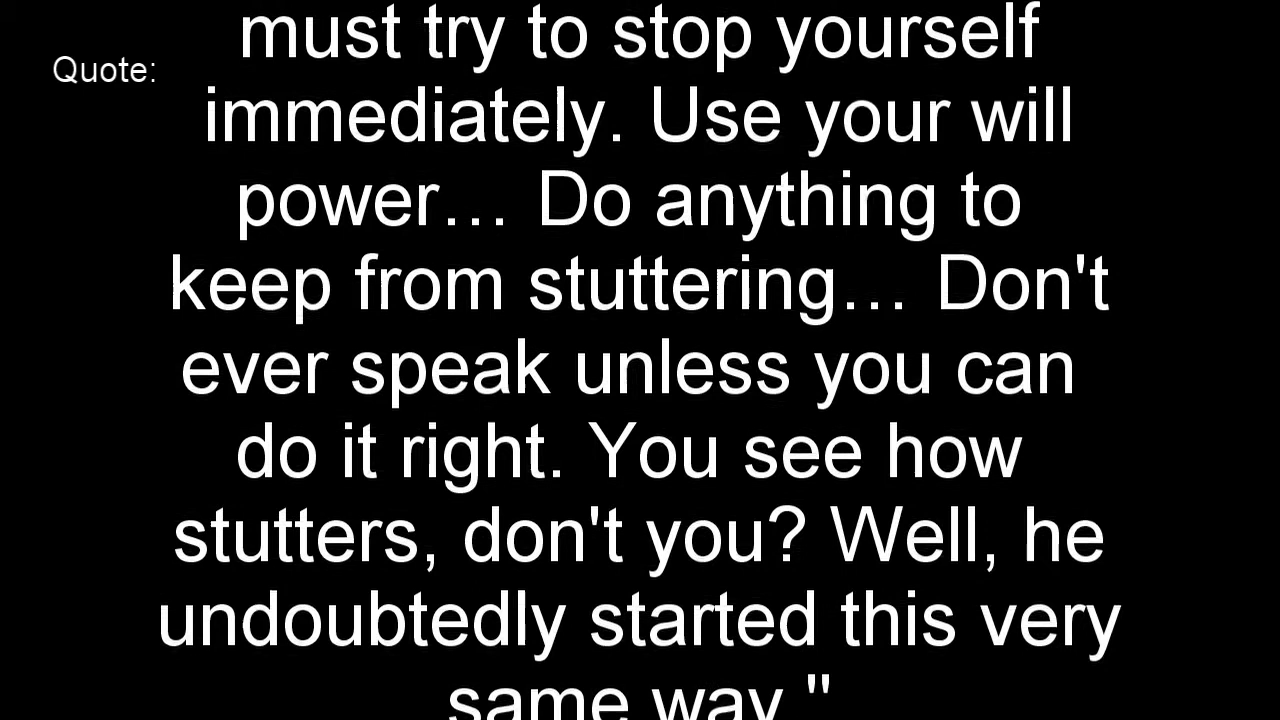 must try to stop yourself
Quote:
immediately. Use your will
power… Do anything to
keep from stuttering… Don't
ever speak unless you can
do it right. You see how
stutters, don't you? Well, he
undoubtedly started this very
same way."